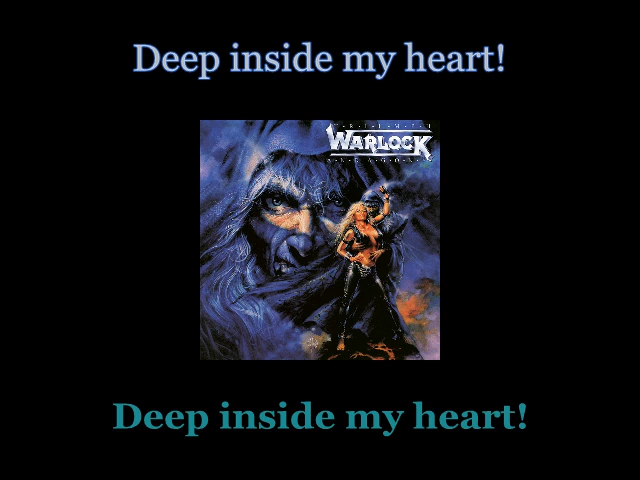 Deep inside my heart!
T·R·I·U·M·P·H
WARLOCK
A·N·D A·G·O·N·Y
Deep inside my heart!